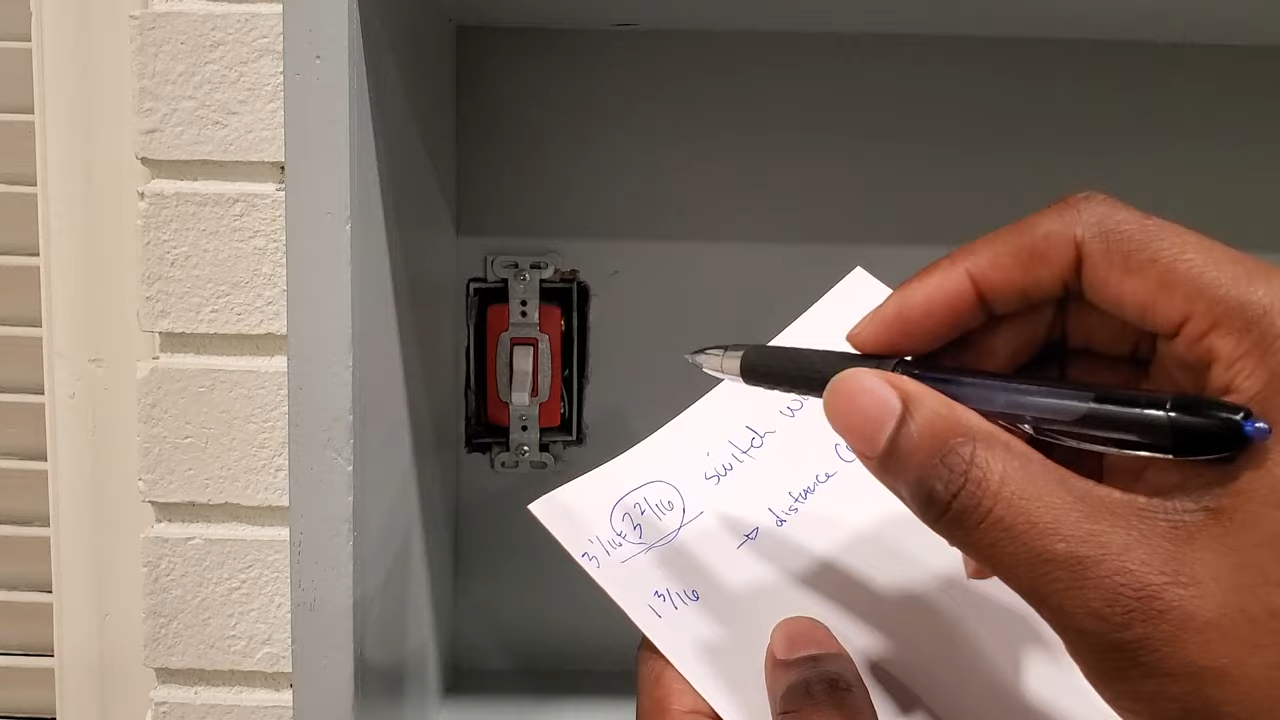 switch
→ distance
3 1/16 - 3 2/16
1 3/16